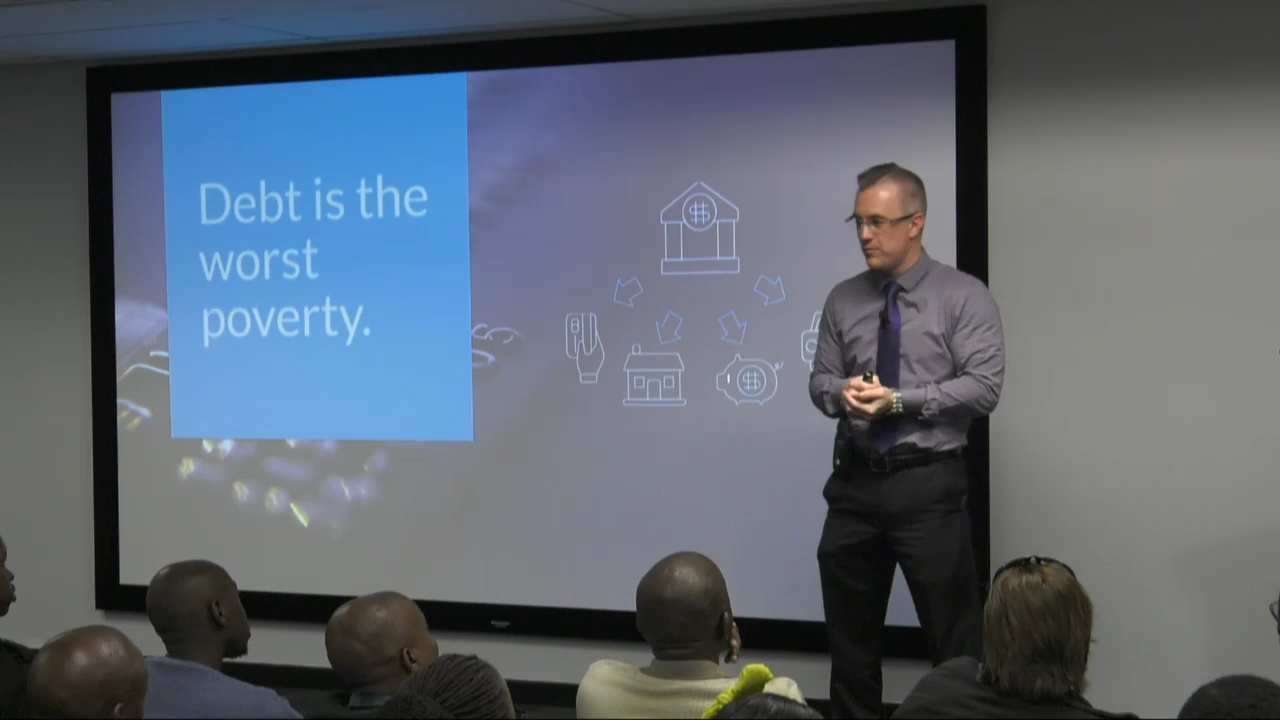 Debt is the
worst
poverty.
$
$